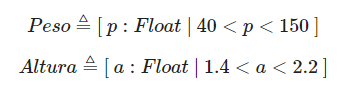 Peso ≜ [ p : Float | 40 < p < 150 ]
Altura ≜ [ a : Float | 1.4 < a < 2.2 ]